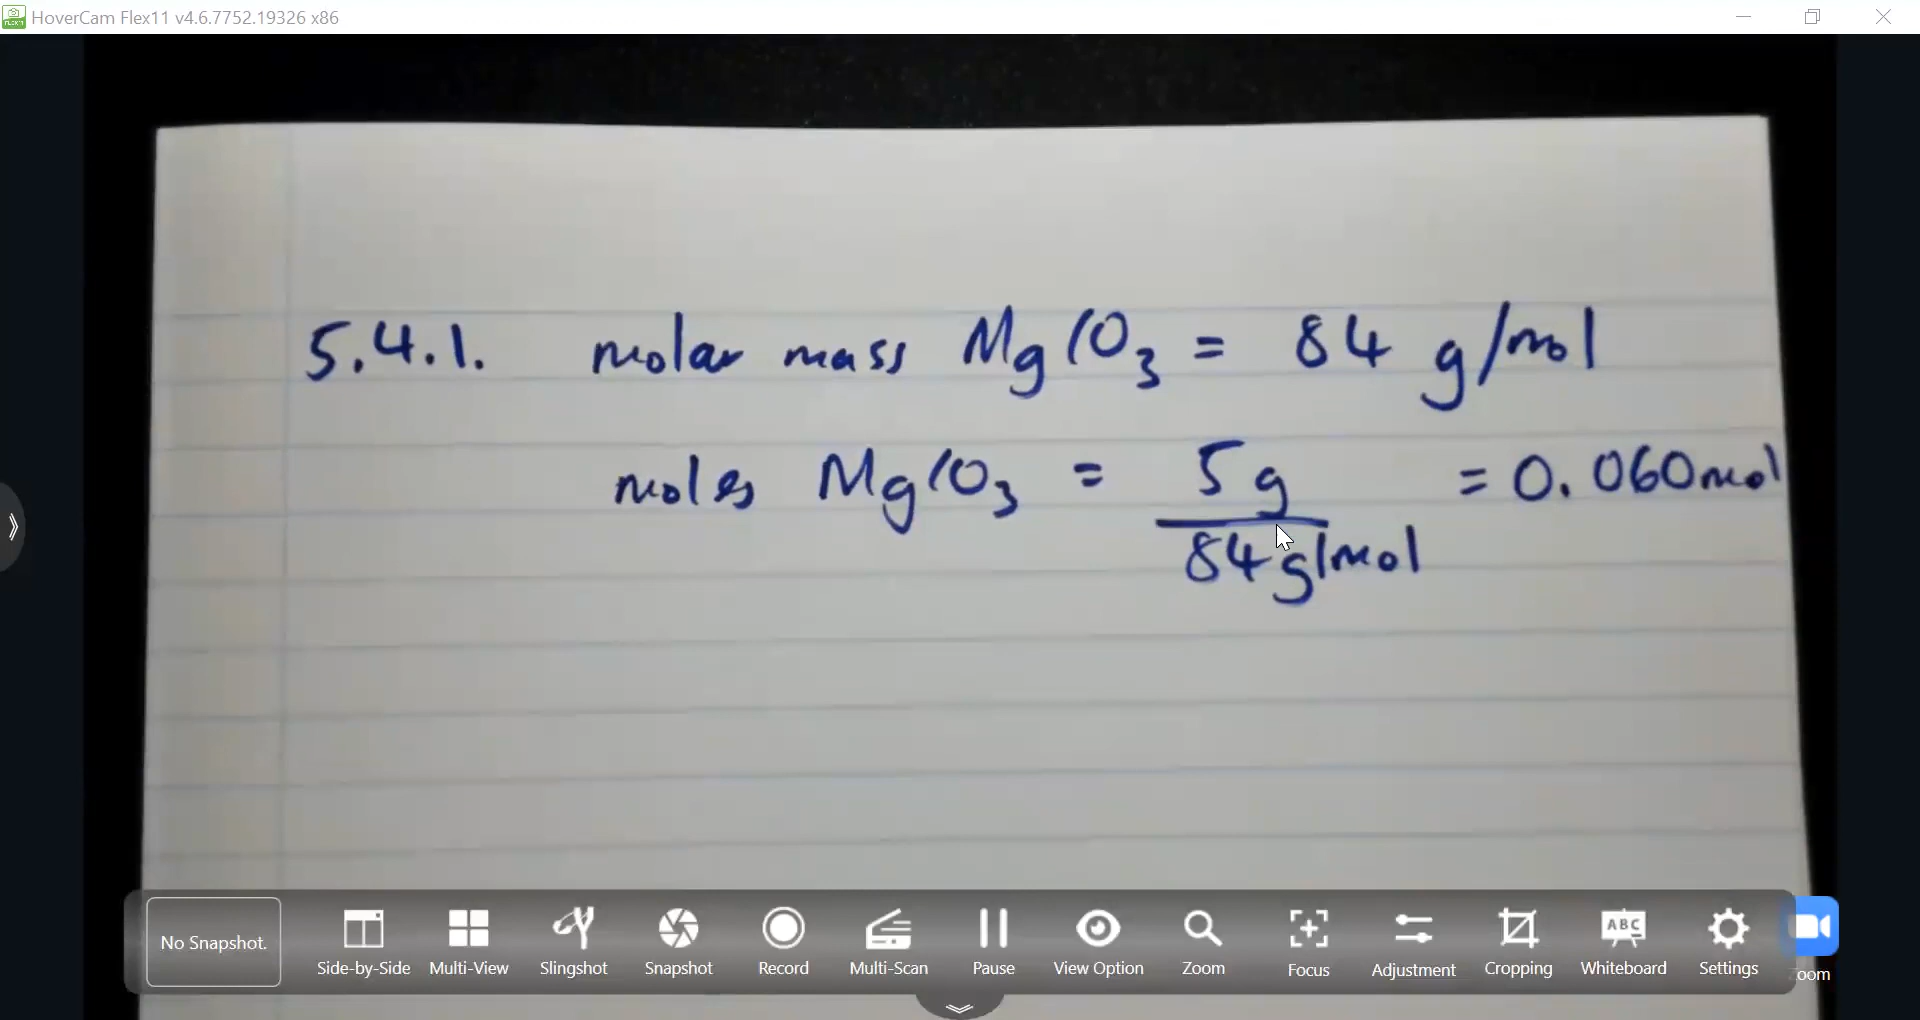 HoverCam Flex11 v4.6.7752.19326 x86
5.4.1. molar mass MgCO3 = 84 g/mol
moles MgCO3 = 5g = 0.060mol
84g/mol
No Snapshot.
Side-by-Side
Multi-View
Slingshot
Snapshot
Record
Multi-Scan
Pause
View Option
Zoom
Focus
Adjustment
Cropping
ABC
Whiteboard
Settings
oom